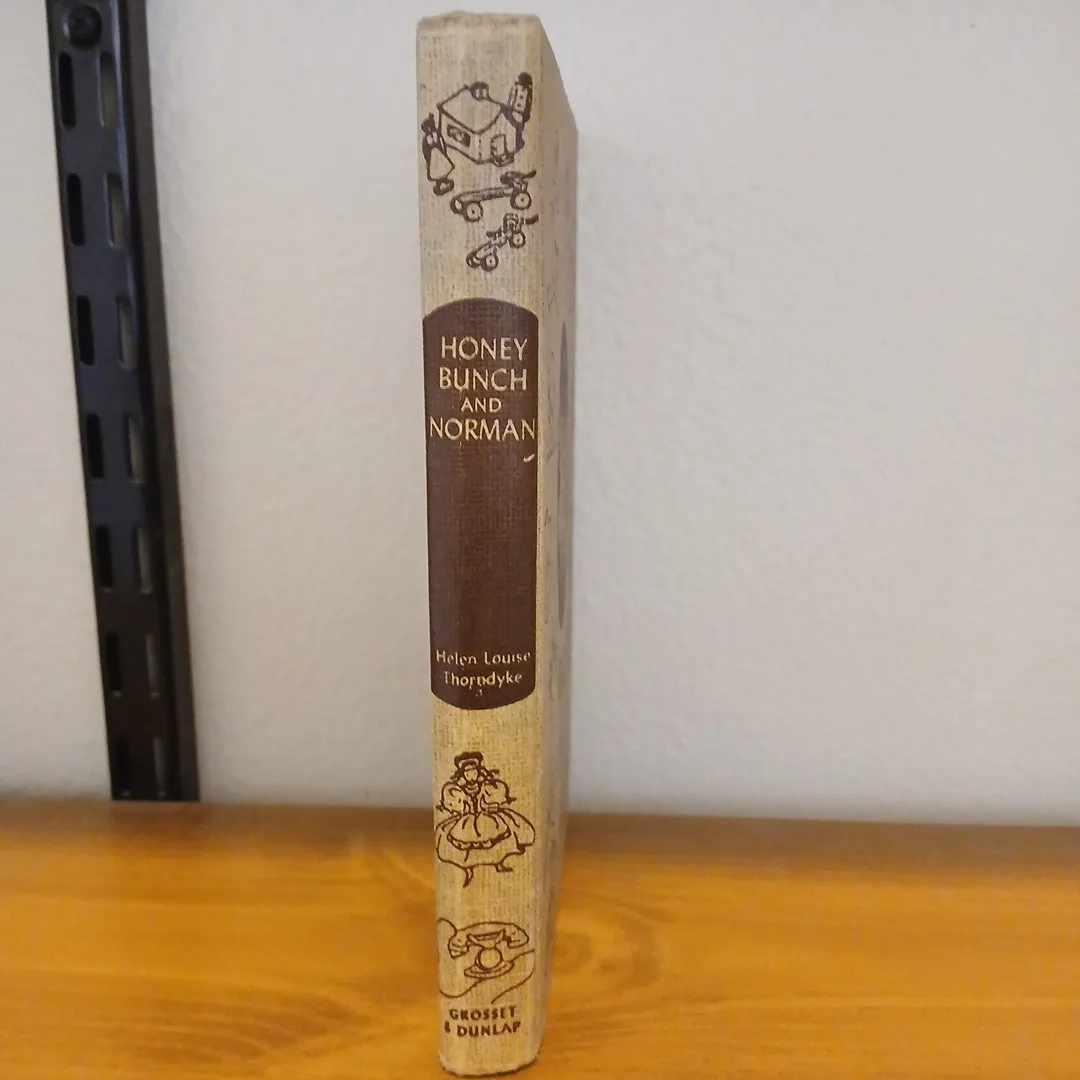 HONEY
BUNCH
AND
NORMAN
Helen Louise
Thorndyke
GROSSET
& DUNLAP